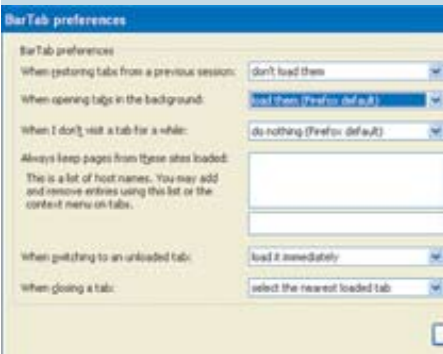 BarTab preferences
BarTab preferences
When restoring tabs from a previous session: don't load them
When opening tabs in the background: load them (Firefox default)
When I don't visit a tab for a while: do nothing (Firefox default)
Always keep pages from these sites loaded:
This is a list of host names. You may add
and remove entries using this list or the
context menu on tabs.
When switching to an unloaded tab: load it immediately
When closing a tab: select the nearest loaded tab